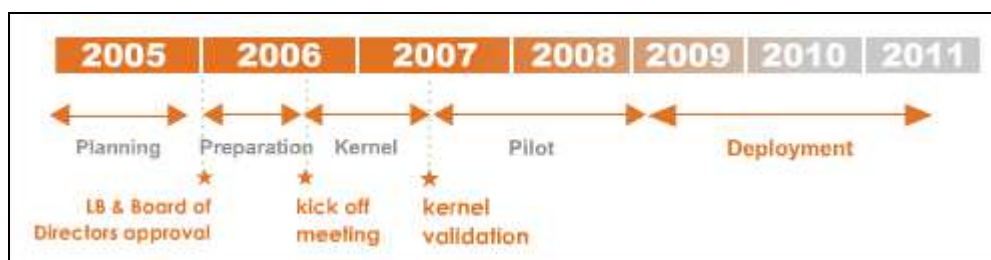 2005 2006 2007 2008 2009 2010 2011
Planning Preparation Kernel Pilot Deployment
LB & Board of
Directors approval
kick off
meeting
kernel
validation